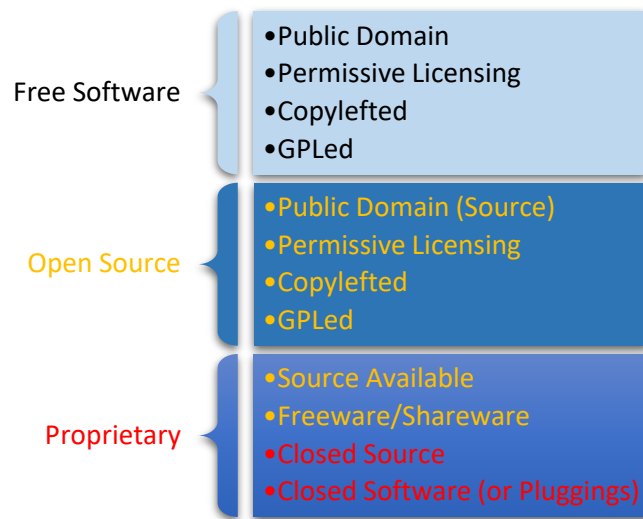 Free Software
•Public Domain
•Permissive Licensing
•Copylefted
•GPLed
Open Source
•Public Domain (Source)
•Permissive Licensing
•Copylefted
•GPLed
Proprietary
•Source Available
•Freeware/Shareware
•Closed Source
•Closed Software (or Pluggings)